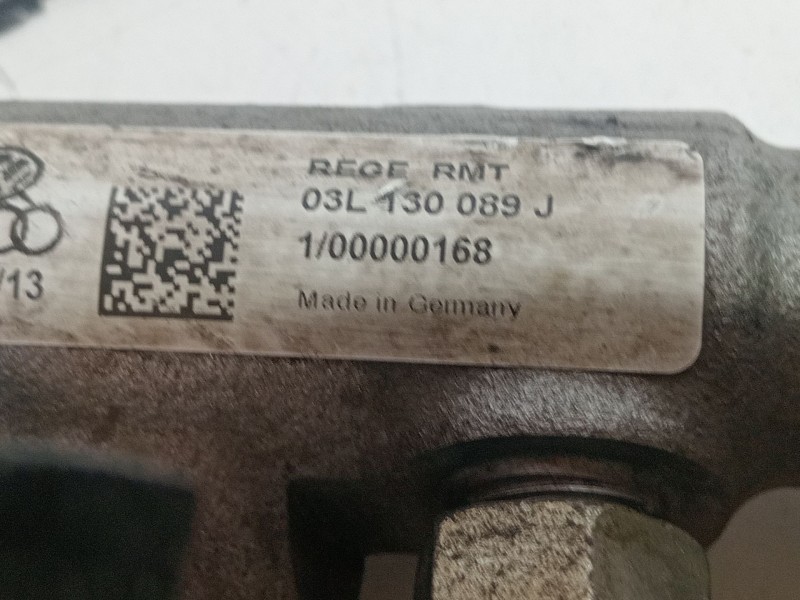 REGE RMT
03L 130 089 J
1/00000168
/13
Made in Germany